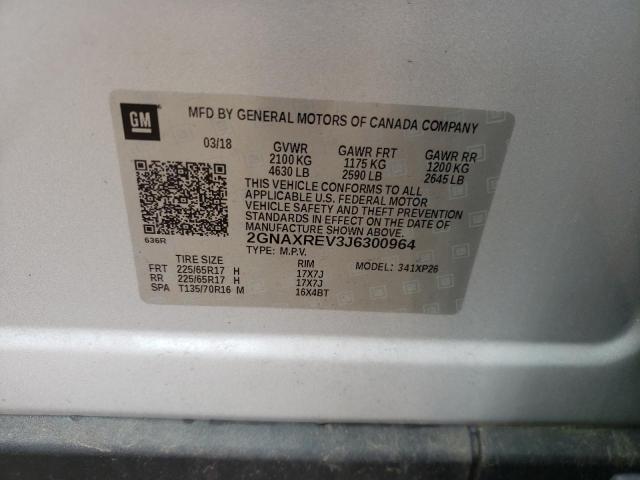 GM
MFD BY GENERAL MOTORS OF CANADA COMPANY
03/18 GVWR GAWR FRT GAWR RR
2100 KG 1175 KG 1200 KG
4630 LB 2590 LB 2645 LB
THIS VEHICLE CONFORMS TO ALL
APPLICABLE U.S. FEDERAL MOTOR
VEHICLE SAFETY AND THEFT PREVENTION
STANDARDS IN EFFECT ON THE DATE OF
MANUFACTURE SHOWN ABOVE.
636R 2GNAXREV3J6300964
TYPE: M.P.V. MODEL: 341XP26
TIRE SIZE RIM
FRT 225/65R17 H 17X7J
RR 225/65R17 H 17X7J
SPA T135/70R16 M 16X4BT